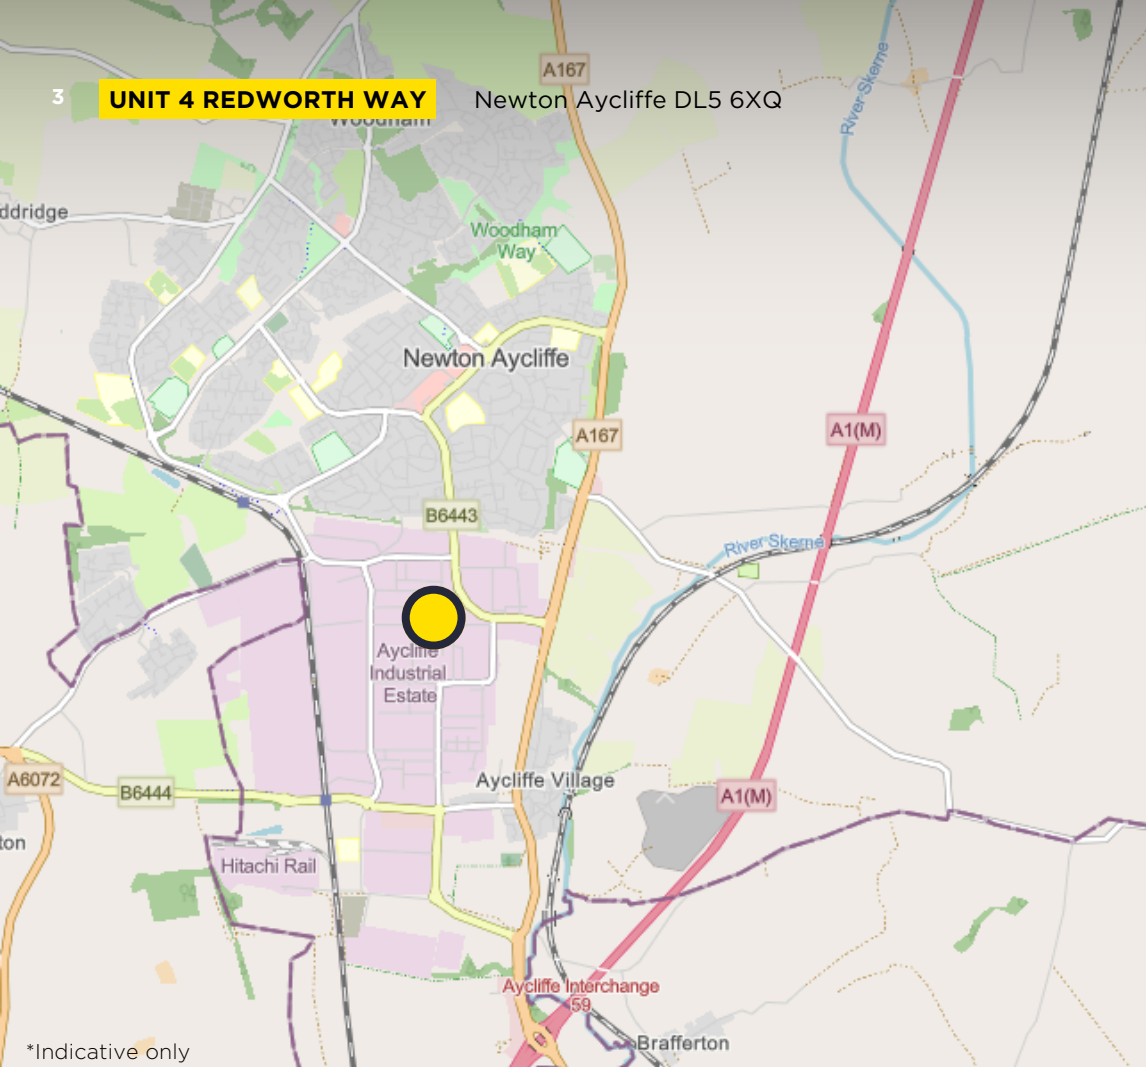 3
UNIT 4 REDWORTH WAY
Newton Aycliffe DL5 6XQ
A167
River Skerne
Woodham
ddridge
Woodham
Way
Newton Aycliffe
A167
A1(M)
B6443
River Skerne
Aycliffe
Industrial
Estate
Aycliffe Village
A6072
B6444
A1(M)
ton
Hitachi Rail
Aycliffe Interchange
59
Brafferton
*Indicative only